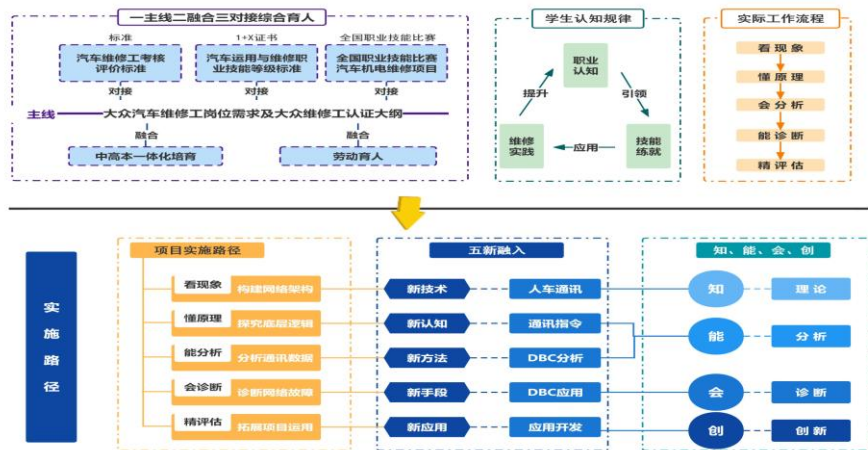 一主线二融合三对接综合育人
标准
1+X证书
全国职业技能比赛
汽车维修工考核
评价标准
汽车运用与维修职
业技能等级标准
全国职业技能比赛
汽车机电维修项目
对接
对接
对接
主线
大众汽车维修工岗位需求及大众维修工认证大纲
融合
融合
中高本一体化培育
劳动育人
学生认知规律
职业
认知
提升
引领
维修
实践
应用
技能
练就
实际工作流程
看现象
懂原理
会分析
能诊断
精评估
实施路径
项目实施路径
五新融入
知、能、会、创
看现象
构建网络架构
新技术
人车通讯
知
理论
懂原理
探究底层逻辑
新认知
通讯指令
能
分析
能分析
分析通讯数据
新方法
DBC分析
会诊断
诊断网络故障
新手段
DBC应用
会
诊断
精评估
拓展项目运用
新应用
应用开发
创
创新